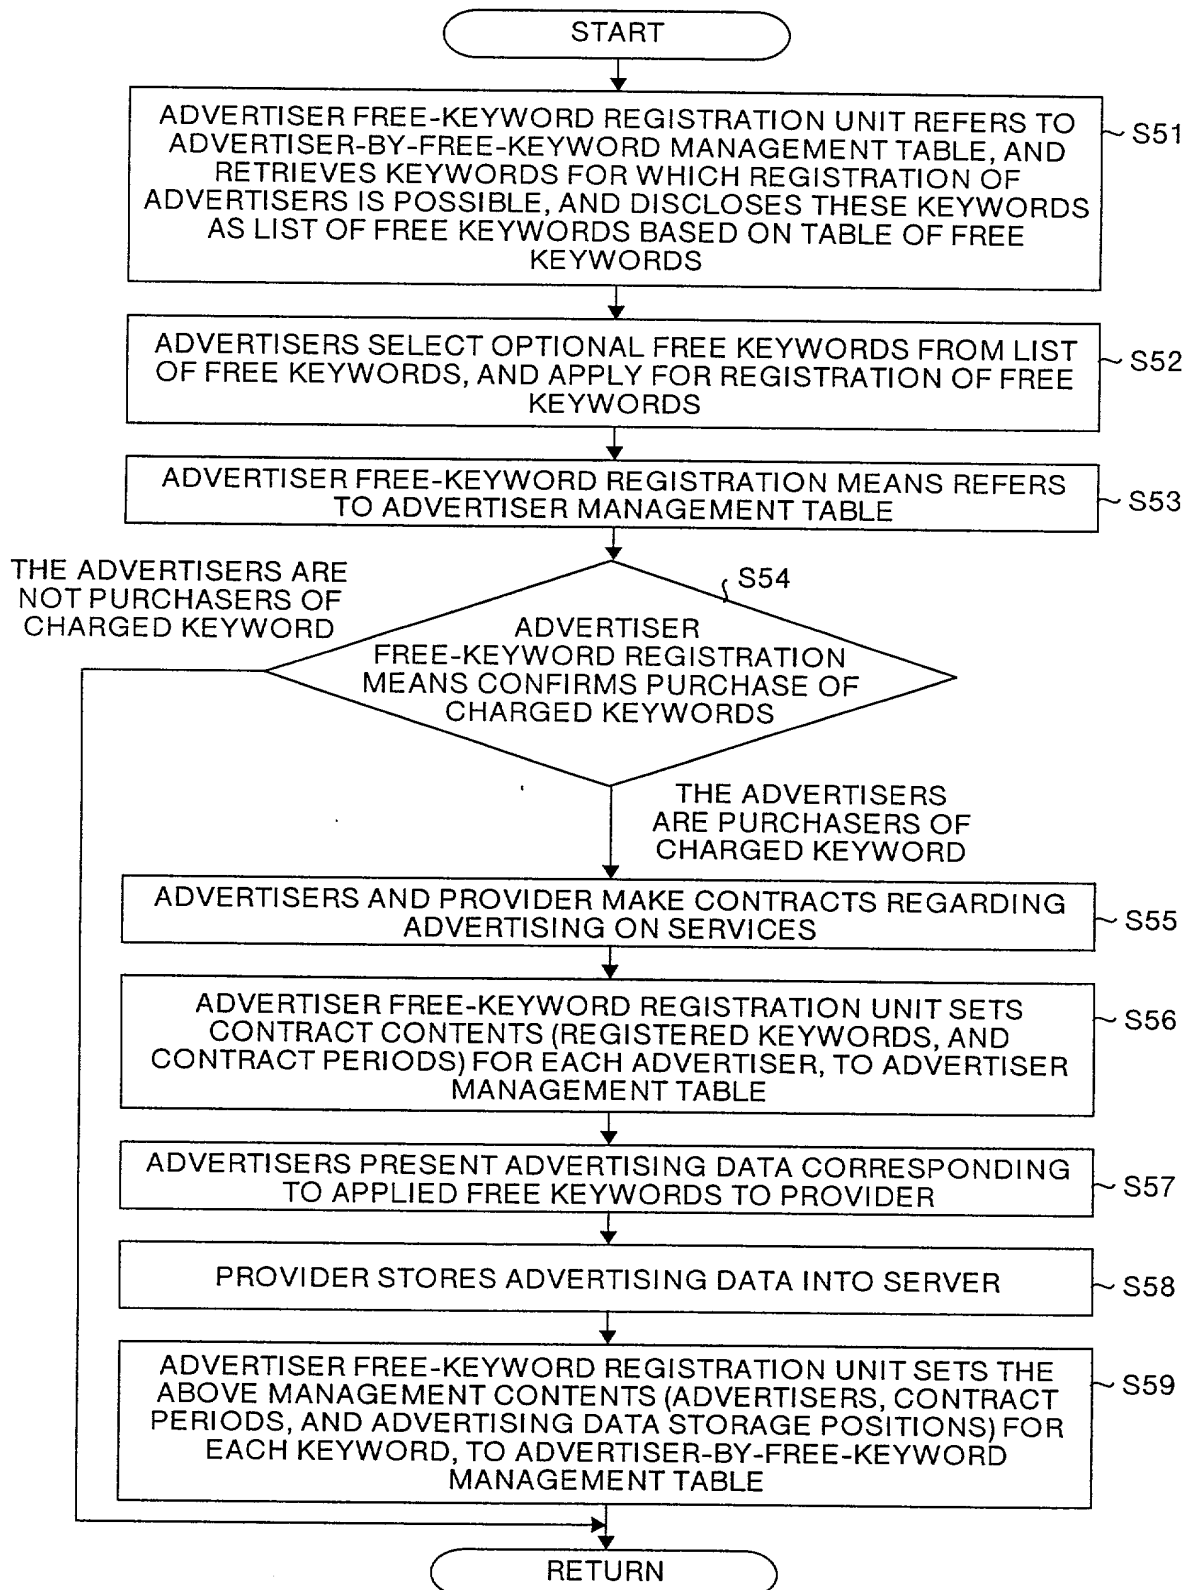 START
ADVERTISER FREE-KEYWORD REGISTRATION UNIT REFERS TO
ADVERTISER-BY-FREE-KEYWORD MANAGEMENT TABLE, AND
RETRIEVES KEYWORDS FOR WHICH REGISTRATION OF
ADVERTISERS IS POSSIBLE, AND DISCLOSES THESE KEYWORDS
AS LIST OF FREE KEYWORDS BASED ON TABLE OF FREE
KEYWORDS
S51
ADVERTISERS SELECT OPTIONAL FREE KEYWORDS FROM LIST
OF FREE KEYWORDS, AND APPLY FOR REGISTRATION OF FREE
KEYWORDS
S52
ADVERTISER FREE-KEYWORD REGISTRATION MEANS REFERS
TO ADVERTISER MANAGEMENT TABLE
S53
THE ADVERTISERS ARE
NOT PURCHASERS OF
CHARGED KEYWORD
S54
ADVERTISER
FREE-KEYWORD REGISTRATION
MEANS CONFIRMS PURCHASE OF
CHARGED KEYWORDS
THE ADVERTISERS
ARE PURCHASERS OF
CHARGED KEYWORD
ADVERTISERS AND PROVIDER MAKE CONTRACTS REGARDING
ADVERTISING ON SERVICES
S55
ADVERTISER FREE-KEYWORD REGISTRATION UNIT SETS
CONTRACT CONTENTS (REGISTERED KEYWORDS, AND
CONTRACT PERIODS) FOR EACH ADVERTISER, TO ADVERTISER
MANAGEMENT TABLE
S56
ADVERTISERS PRESENT ADVERTISING DATA CORRESPONDING
TO APPLIED FREE KEYWORDS TO PROVIDER
S57
PROVIDER STORES ADVERTISING DATA INTO SERVER
S58
ADVERTISER FREE-KEYWORD REGISTRATION UNIT SETS THE
ABOVE MANAGEMENT CONTENTS (ADVERTISERS, CONTRACT
PERIODS, AND ADVERTISING DATA STORAGE POSITIONS) FOR
EACH KEYWORD, TO ADVERTISER-BY-FREE-KEYWORD
MANAGEMENT TABLE
S59
RETURN